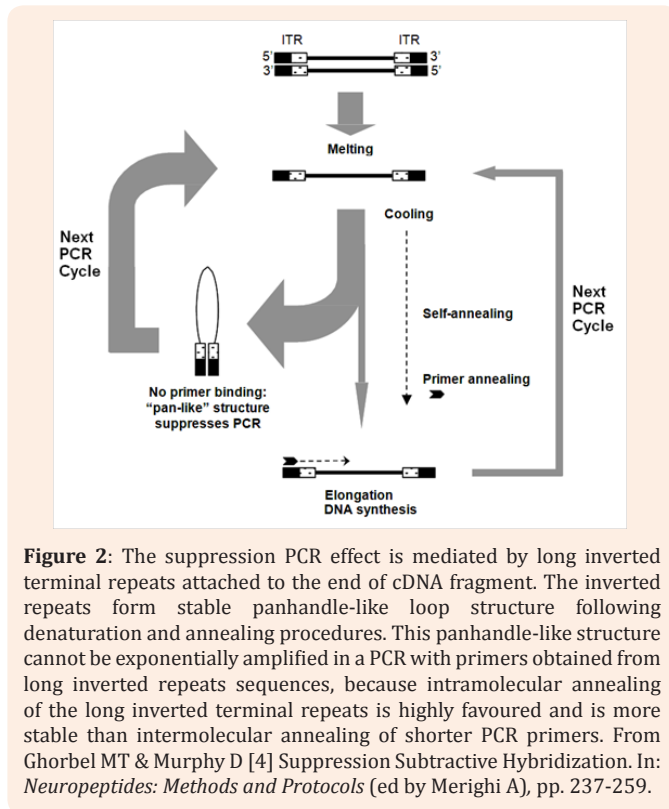 ITR ITR
5' 3'
3' 5'
Melting
Cooling
Next
PCR
Cycle
Self-annealing
Next
PCR
Cycle
Primer annealing
No primer binding:
“pan-like” structure
suppresses PCR
Elongation
DNA synthesis
Figure 2: The suppression PCR effect is mediated by long inverted
terminal repeats attached to the end of cDNA fragment. The inverted
repeats form stable panhandle-like loop structure following
denaturation and annealing procedures. This panhandle-like structure
cannot be exponentially amplified in a PCR with primers obtained from
long inverted repeats sequences, because intramolecular annealing
of the long inverted terminal repeats is highly favoured and is more
stable than intermolecular annealing of shorter PCR primers. From
Ghorbel MT & Murphy D [4] Suppression Subtractive Hybridization. In:
Neuropeptides: Methods and Protocols (ed by Merighi A), pp. 237-259.